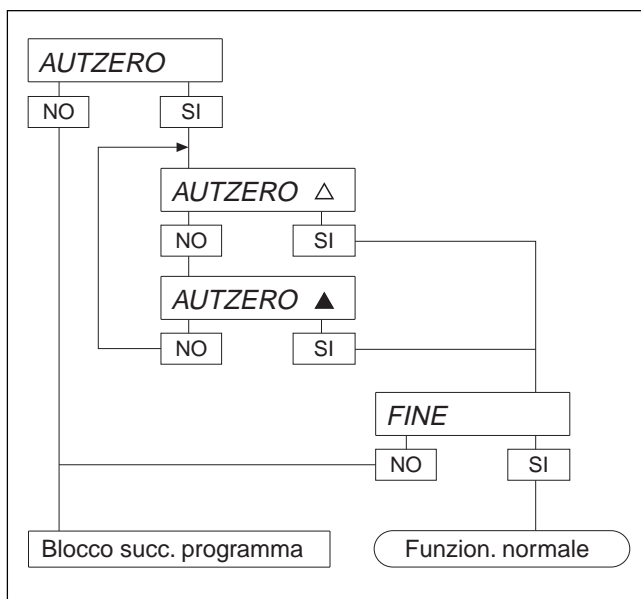 AUTZERO
NO SI
AUTZERO △
NO SI
AUTZERO ▲
NO SI
FINE
NO SI
Blocco succ. programma
Funzion. normale